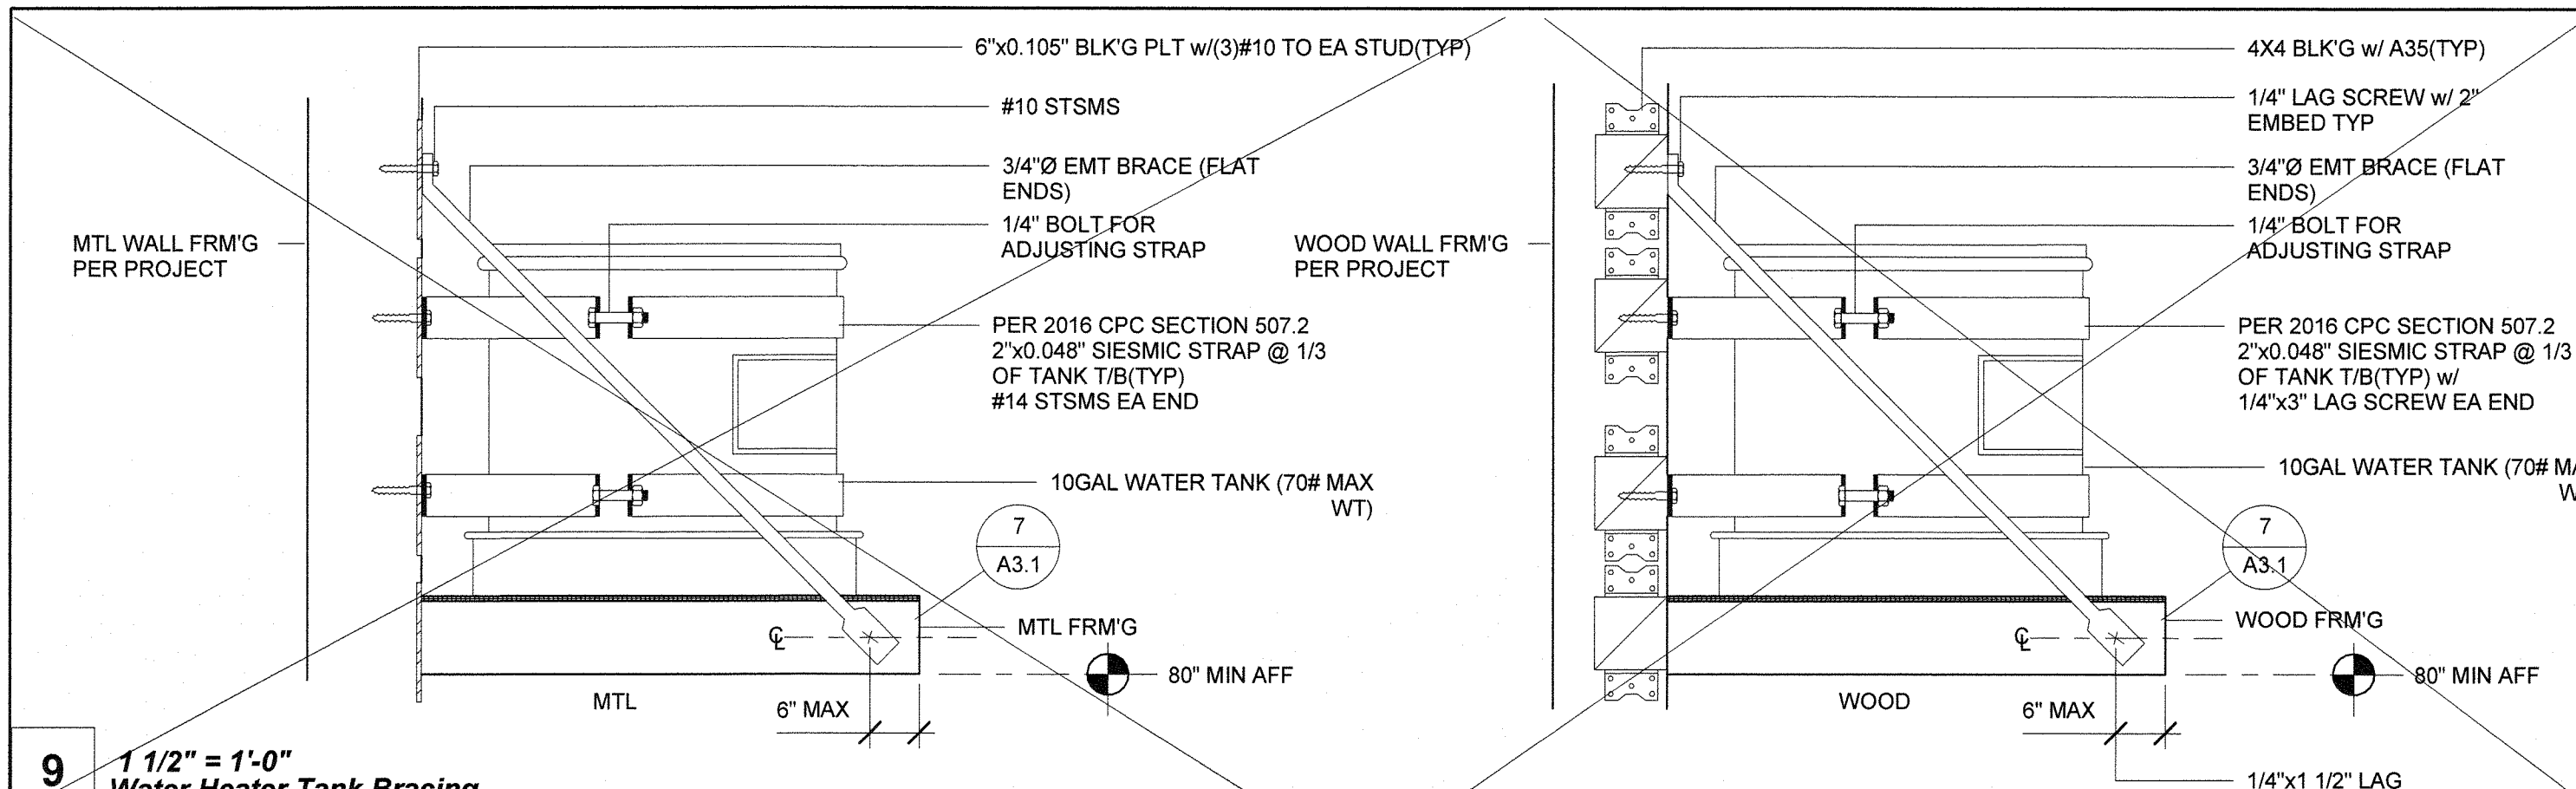 6"x0.105" BLK'G PLT w/(3)#10 TO EA STUD(TYP)
#10 STSMS
3/4"Ø EMT BRACE (FLAT
ENDS)
1/4" BOLT FOR
ADJUSTING STRAP
MTL WALL FRM'G
PER PROJECT
PER 2016 CPC SECTION 507.2
2"x0.048" SIESMIC STRAP @ 1/3
OF TANK T/B(TYP)
#14 STSMS EA END
10GAL WATER TANK (70# MAX
WT)
7
A3.1
MTL FRM'G
℄
80" MIN AFF
MTL
6" MAX
4X4 BLK'G w/ A35(TYP)
1/4" LAG SCREW w/ 2"
EMBED TYP
3/4"Ø EMT BRACE (FLAT
ENDS)
1/4" BOLT FOR
ADJUSTING STRAP
WOOD WALL FRM'G
PER PROJECT
PER 2016 CPC SECTION 507.2
2"x0.048" SIESMIC STRAP @ 1/3
OF TANK T/B(TYP) w/
1/4"x3" LAG SCREW EA END
10GAL WATER TANK (70#
7
A3.1
WOOD FRM'G
℄
80" MIN AFF
WOOD
6" MAX
1/4"x1 1/2" LAG
9
1 1/2" = 1'-0"
Water Heater Tank Bracing